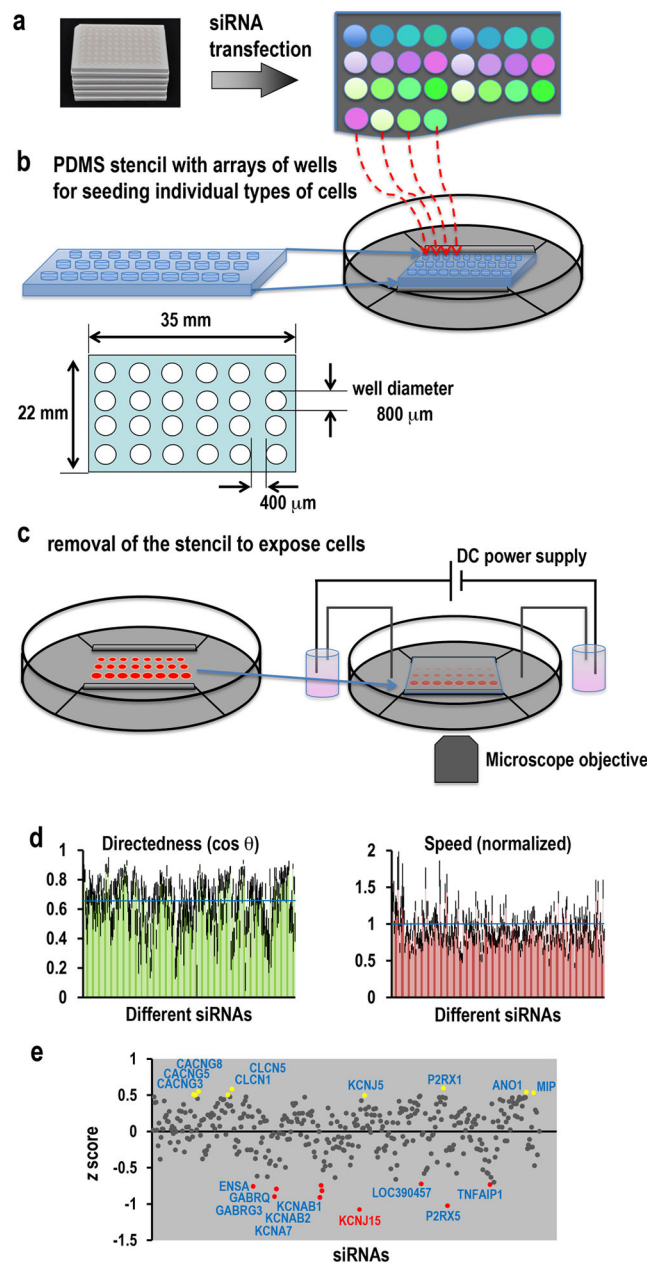 a
siRNA
transfection
b
PDMS stencil with arrays of wells
for seeding individual types of cells
35 mm
22 mm
well diameter
800 μm
400 μm
c
removal of the stencil to expose cells
DC power supply
Microscope objective
d
Directedness (cos θ)
1
0.8
0.6
0.4
0.2
0
Different siRNAs
Speed (normalized)
2
1.5
1
0.5
0
Different siRNAs
e
z score
1
0.5
0
-0.5
-1
-1.5
CACNG8
CACNG5
CACNG3
CLCN5
CLCN1
KCNJ5
P2RX1
ANO1
MIP
ENSA
GABRQ
GABRG3
KCNAB1
KCNAB2
KCNA7
KCNJ15
LOC390457
P2RX5
TNFAIP1
siRNAs